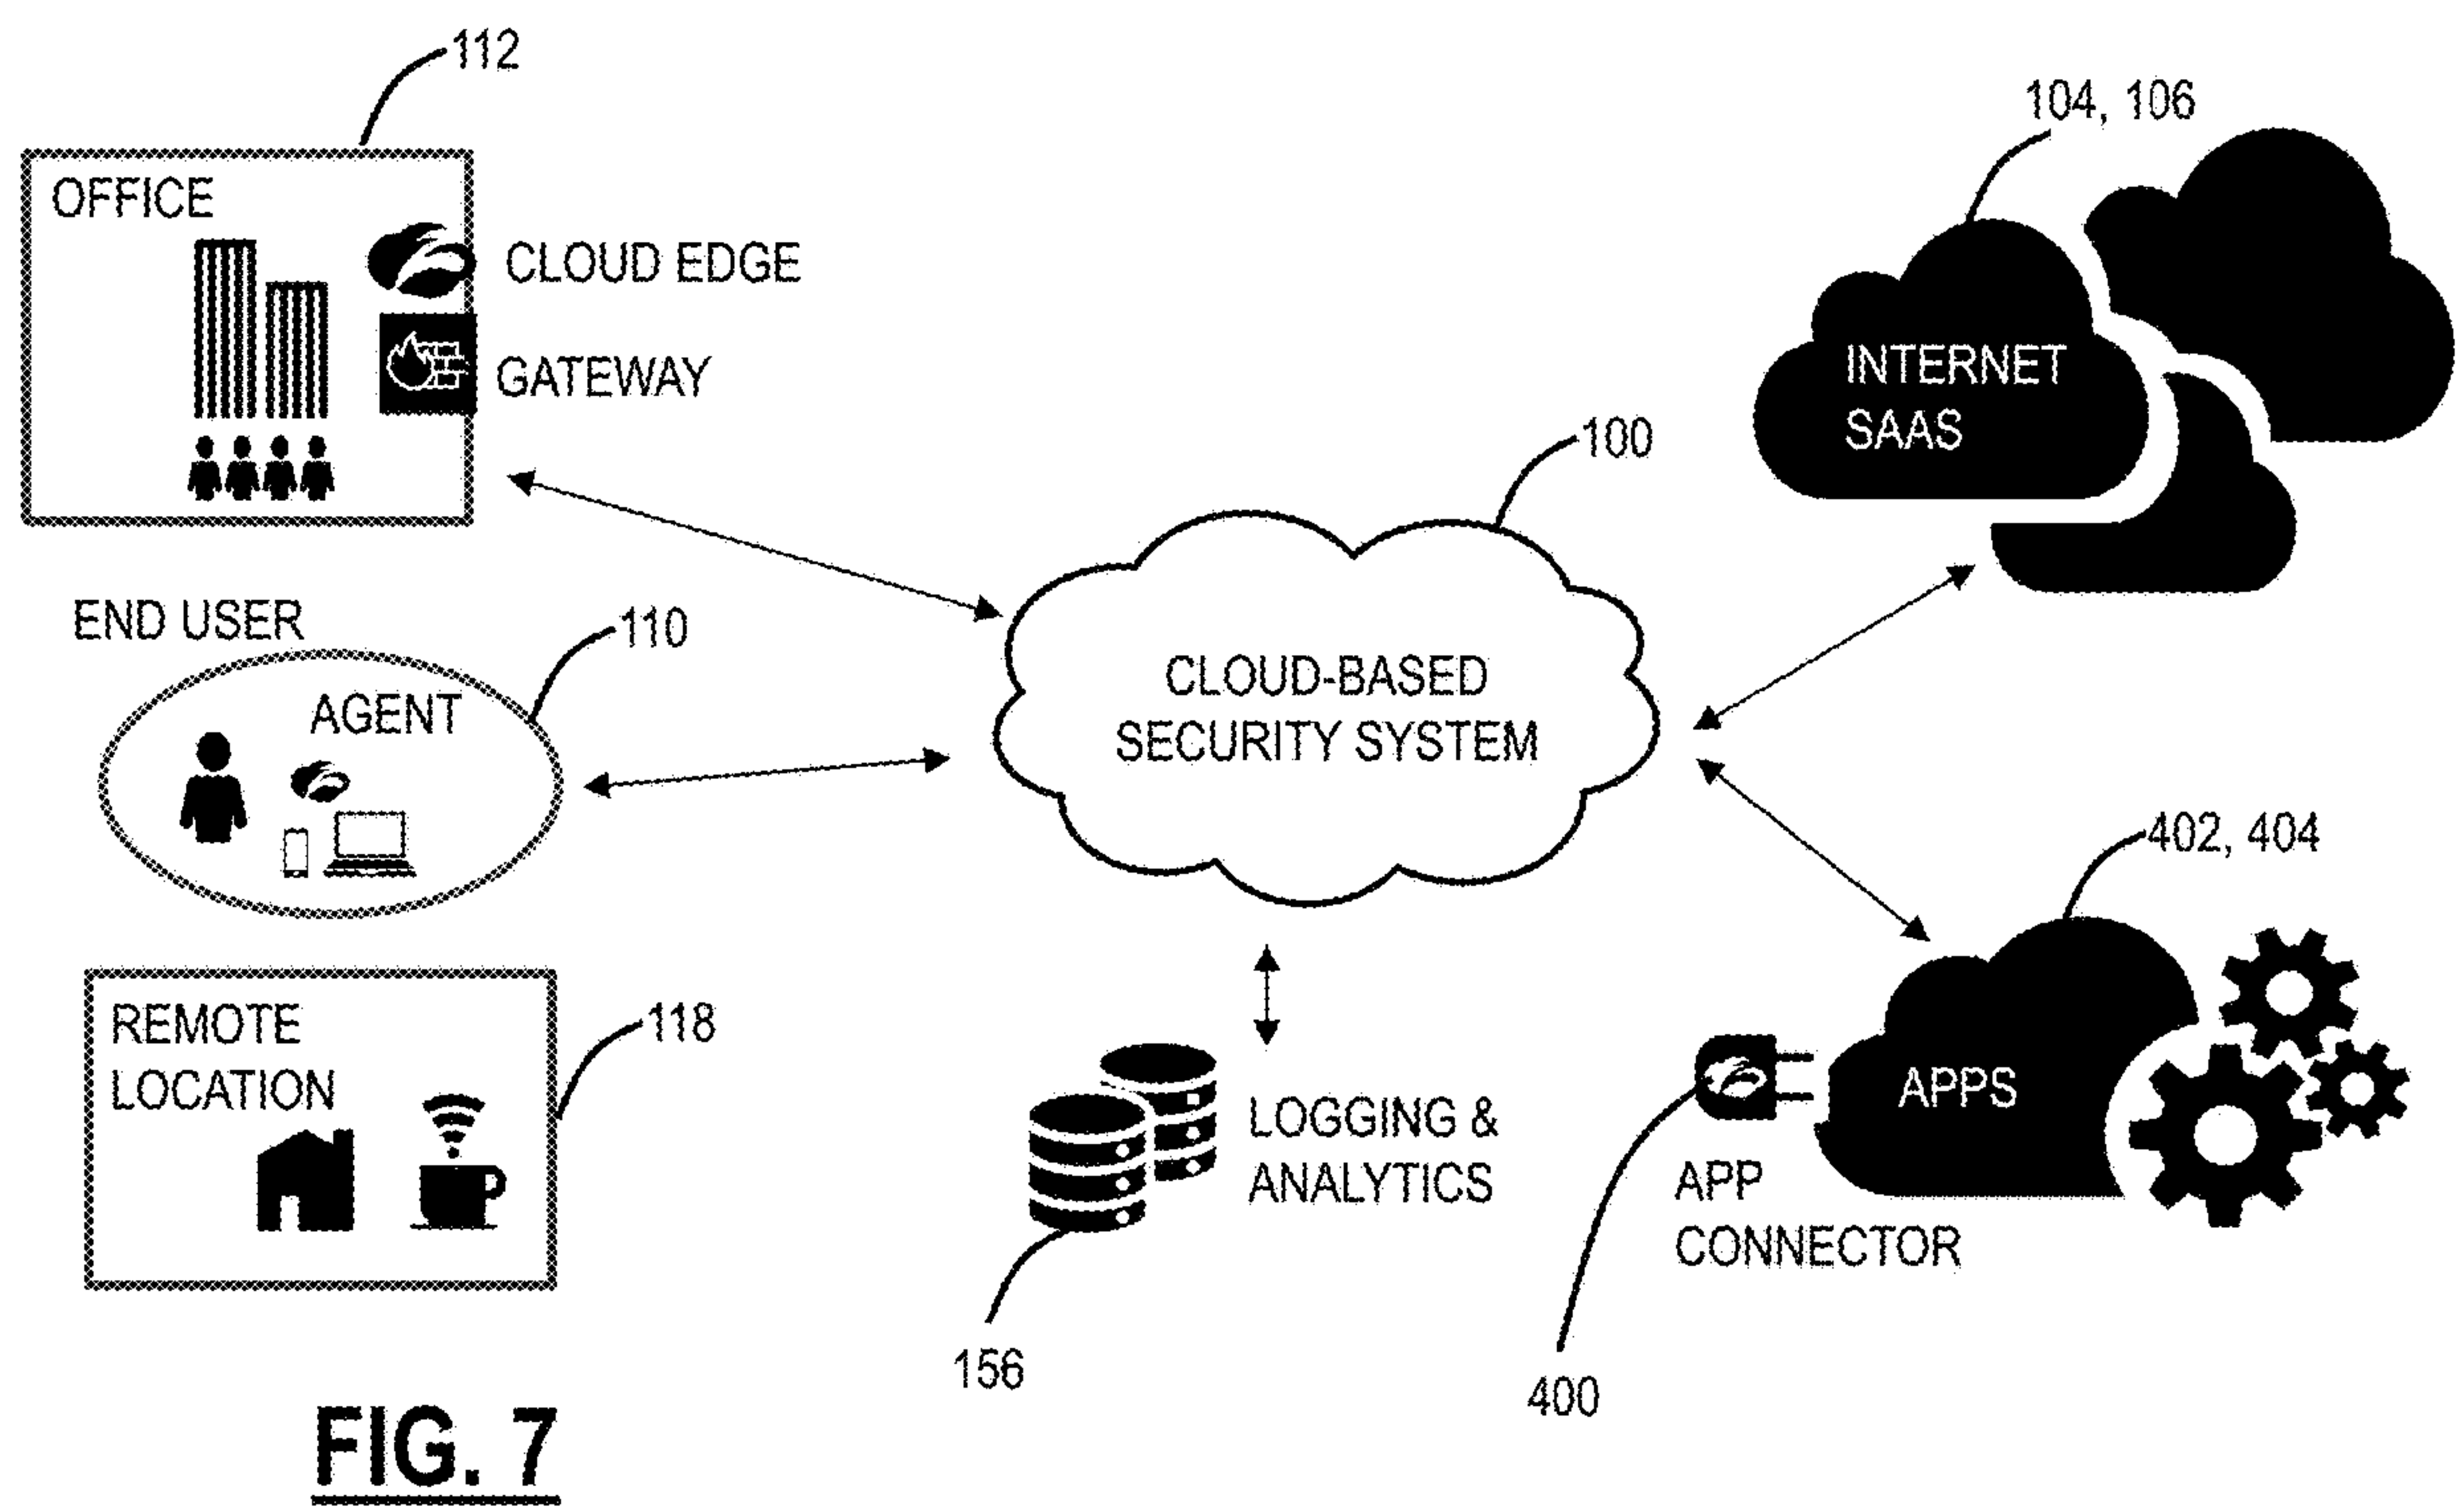 112
OFFICE
CLOUD EDGE
GATEWAY
104, 106
INTERNET
SAAS
100
CLOUD-BASED
SECURITY SYSTEM
END USER
110
AGENT
REMOTE
LOCATION
118
LOGGING &
ANALYTICS
156
402, 404
APPS
APP
CONNECTOR
400
FIG. 7